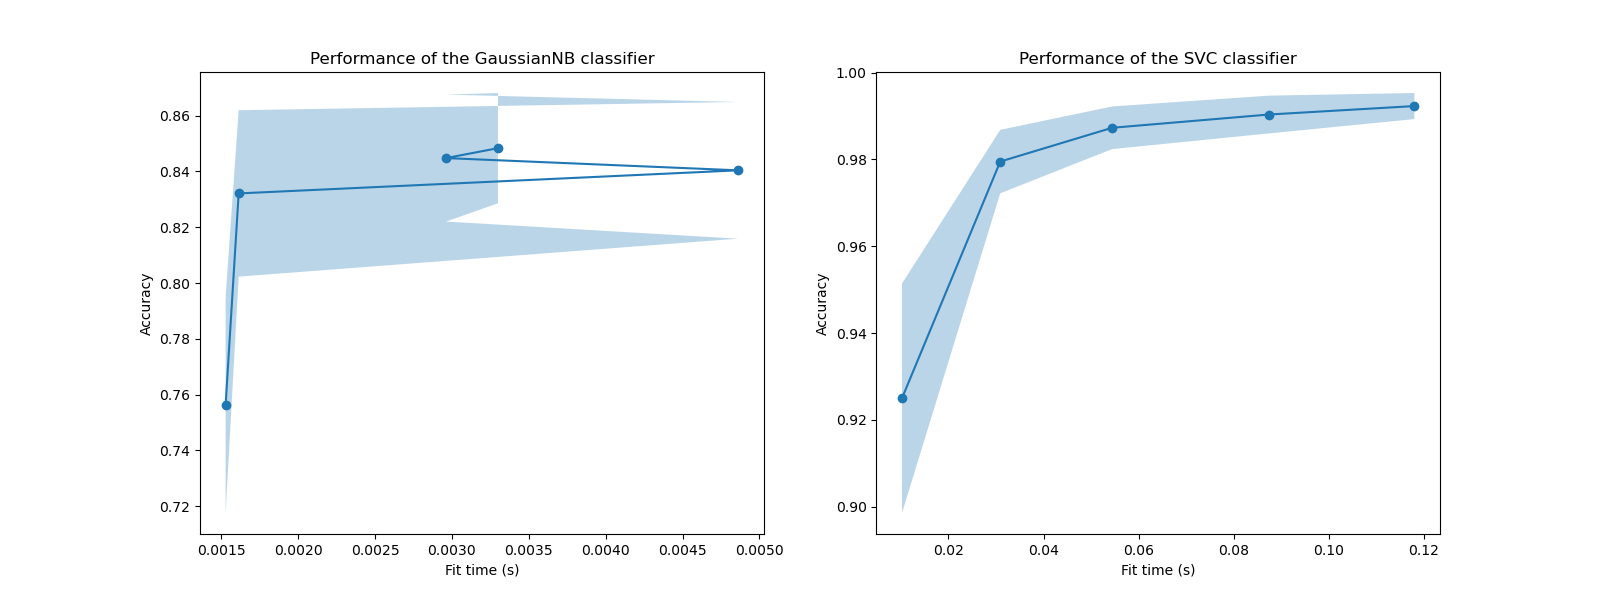 Performance of the GaussianNB classifier
Accuracy
0.86
0.84
0.82
0.80
0.78
0.76
0.74
0.72
0.0015 0.0020 0.0025 0.0030 0.0035 0.0040 0.0045 0.0050
Fit time (s)
Performance of the SVC classifier
Accuracy
1.00
0.98
0.96
0.94
0.92
0.90
0.02 0.04 0.06 0.08 0.10 0.12
Fit time (s)